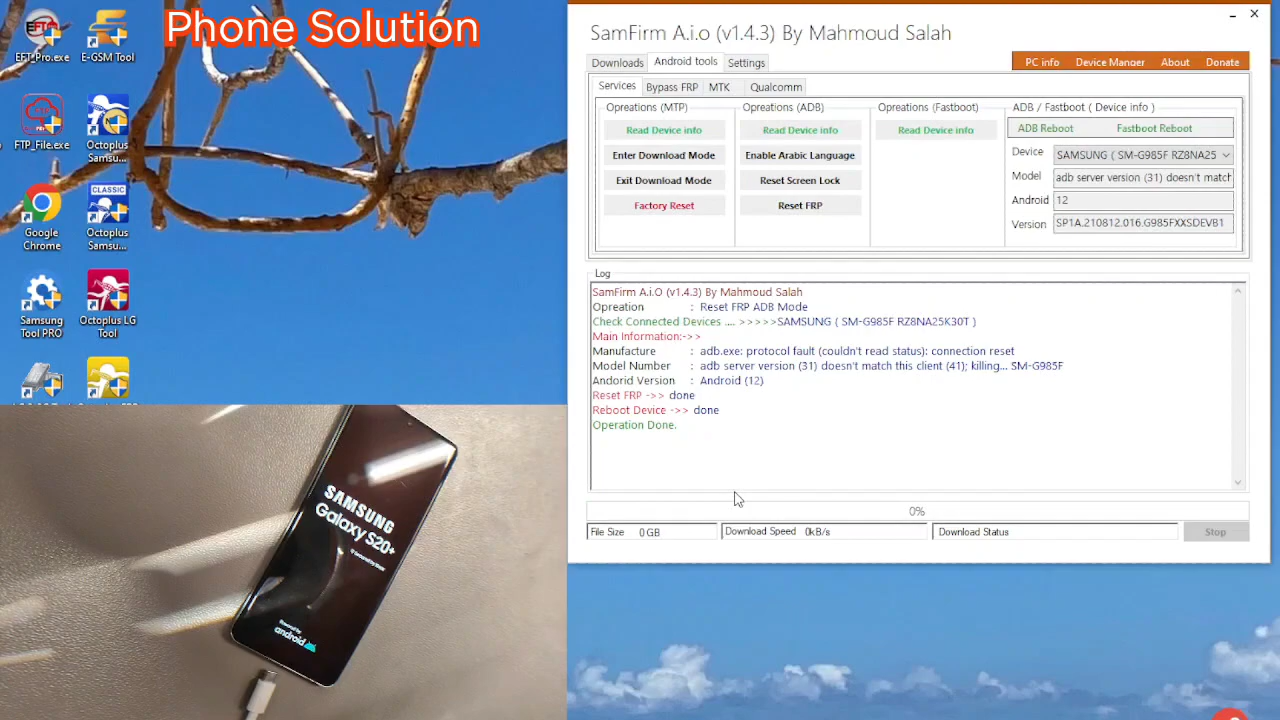 Phone Solution
EFT_Pro.exe
E-GSM Tool
FTP_File.exe
Octoplus
Samsu...
CLASSIC
Google
Chrome
Octoplus
Samsu...
Samsung
Tool PRO
Octoplus LG
Tool
SamFirm A.i.o (v1.4.3) By Mahmoud Salah
Downloads
Android tools
Settings
PC info
Device Manger
About
Donate
Services
Bypass FRP
MTK
Qualcomm
Opreations (MTP)
Read Device info
Enter Download Mode
Exit Download Mode
Factory Reset
Opreations (ADB)
Read Device info
Enable Arabic Language
Reset Screen Lock
Reset FRP
Opreations (Fastboot)
Read Device info
ADB / Fastboot ( Device info )
ADB Reboot
Fastboot Reboot
Device SAMSUNG ( SM-G985F RZ8NA25
Model adb server version (31) doesn't match
Android 12
Version SP1A.210812.016.G985FXXSDEVB1
Log
SamFirm A.i.O (v1.4.3) By Mahmoud Salah
Opreation : Reset FRP ADB Mode
Check Connected Devices .... >>>>>SAMSUNG ( SM-G985F RZ8NA25K30T )
Main Information:->>
Manufacture : adb.exe: protocol fault (couldn't read status): connection reset
Model Number : adb server version (31) doesn't match this client (41); killing... SM-G985F
Andorid Version : Android (12)
Reset FRP ->> done
Reboot Device ->> done
Operation Done.
0%
File Size 0 GB
Download Speed 0kB/s
Download Status
Stop
SAMSUNG
Galaxy S20+
Powered by
android